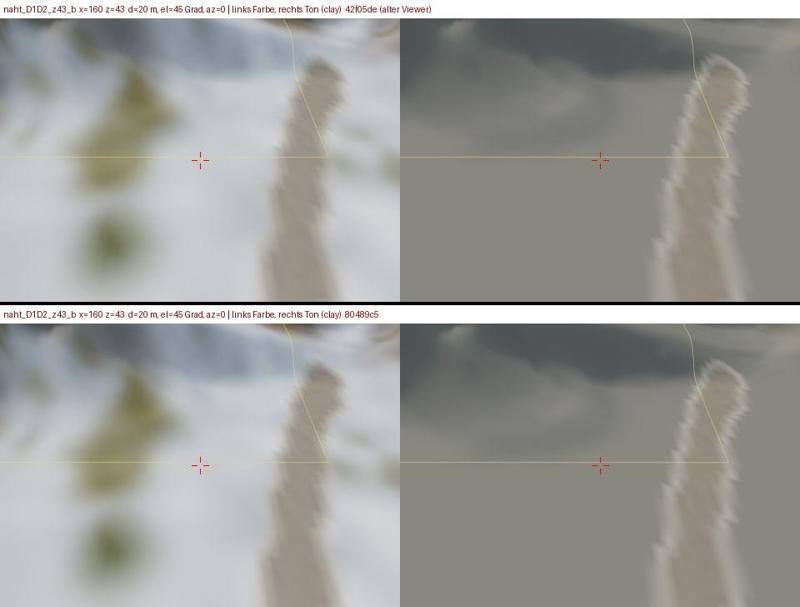 naht_D1D2_z43_b x=160 z=43 d=20 m, el=45 Grad, az=0 | links Farbe, rechts Ton (clay) 42f05de (alter Viewer)
naht_D1D2_z43_b x=160 z=43 d=20 m, el=45 Grad, az=0 | links Farbe, rechts Ton (clay) 80489c5